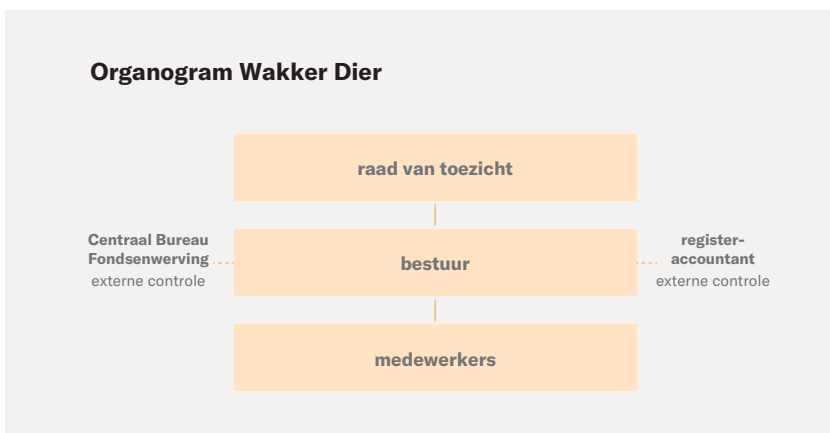 Organogram Wakker Dier
raad van toezicht
Centraal Bureau
Fondsenwerving
externe controle
bestuur
register-
accountant
externe controle
medewerkers